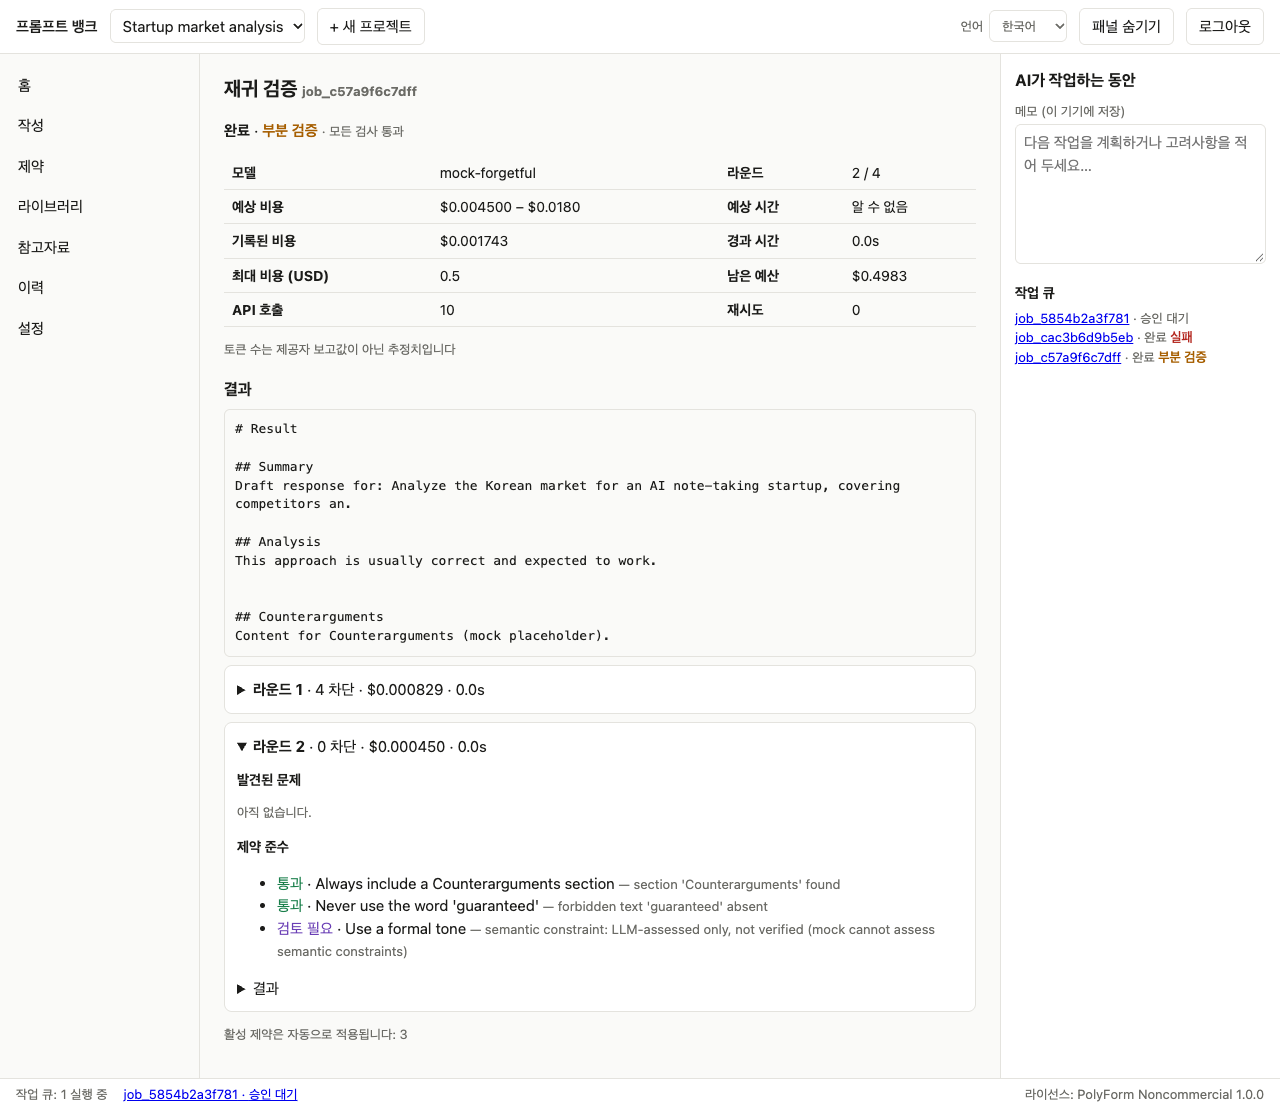 프롬프트 뱅크 Startup market analysis + 새 프로젝트 언어 한국어 패널 숨기기 로그아웃
홈
작성
제약
라이브러리
참고자료
이력
설정
재귀 검증 job_c57a9f6c7dff
완료 · 부분 검증 · 모든 검사 통과
모델 mock-forgetful 라운드 2 / 4
예상 비용 $0.004500 – $0.0180 예상 시간 알 수 없음
기록된 비용 $0.001743 경과 시간 0.0s
최대 비용 (USD) 0.5 남은 예산 $0.4983
API 호출 10 재시도 0
토큰 수는 제공자 보고값이 아닌 추정치입니다
결과
# Result
## Summary
Draft response for: Analyze the Korean market for an AI note-taking startup, covering
competitors an.
## Analysis
This approach is usually correct and expected to work.
## Counterarguments
Content for Counterarguments (mock placeholder).
▶ 라운드 1 · 4 차단 · $0.000829 · 0.0s
▼ 라운드 2 · 0 차단 · $0.000450 · 0.0s
발견된 문제
아직 없습니다.
제약 준수
• 통과 · Always include a Counterarguments section — section 'Counterarguments' found
• 통과 · Never use the word 'guaranteed' — forbidden text 'guaranteed' absent
• 검토 필요 · Use a formal tone — semantic constraint: LLM-assessed only, not verified (mock cannot assess
semantic constraints)
▶ 결과
활성 제약은 자동으로 적용됩니다: 3
AI가 작업하는 동안
메모 (이 기기에 저장)
다음 작업을 계획하거나 고려사항을 적
어 두세요...
작업 큐
job_5854b2a3f781 · 승인 대기
job_cac3b6d9b5eb · 완료 실패
job_c57a9f6c7dff · 완료 부분 검증
작업 큐: 1 실행 중 job_5854b2a3f781 · 승인 대기 라이선스: PolyForm Noncommercial 1.0.0